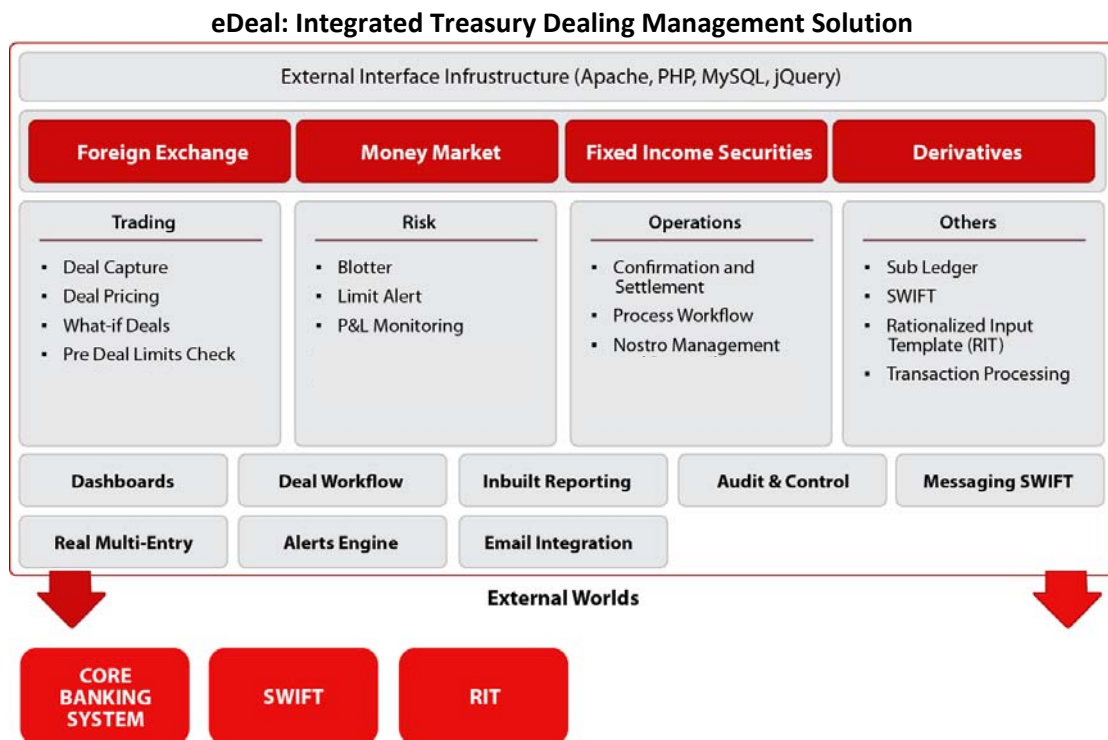 eDeal: Integrated Treasury Dealing Management Solution
External Interface Infrustructure (Apache, PHP, MySQL, jQuery)
Foreign Exchange
Money Market
Fixed Income Securities
Derivatives
Trading
▪ Deal Capture
▪ Deal Pricing
▪ What-if Deals
▪ Pre Deal Limits Check
Risk
▪ Blotter
▪ Limit Alert
▪ P&L Monitoring
Operations
▪ Confirmation and
Settlement
▪ Process Workflow
▪ Nostro Management
Others
▪ Sub Ledger
▪ SWIFT
▪ Rationalized Input
Template (RIT)
▪ Transaction Processing
Dashboards
Deal Workflow
Inbuilt Reporting
Audit & Control
Messaging SWIFT
Real Multi-Entry
Alerts Engine
Email Integration
External Worlds
CORE
BANKING
SYSTEM
SWIFT
RIT